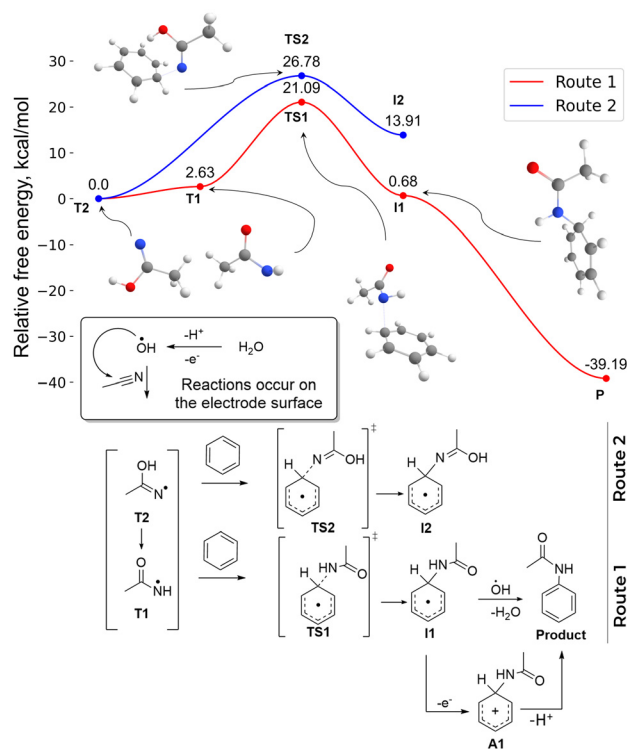 TS2
26.78
21.09
TS1
I2
13.91
Route 1
Route 2
Relative free energy, kcal/mol
30
20
10
0
−10
−20
−30
−40
0.0
T2
2.63
T1
0.68
I1
-39.19
P
•OH
-H⁺
-e⁻
H₂O
N
Reactions occur on
the electrode surface
OH
N•
T2
H
N
OH
‡
TS2
H
N
OH
I2
Route 2
O
NH
T1
H
HN
O
‡
TS1
H
HN
O
I1
•OH
-H₂O
O
NH
Product
Route 1
-e⁻
H
HN
O
+
A1
-H⁺